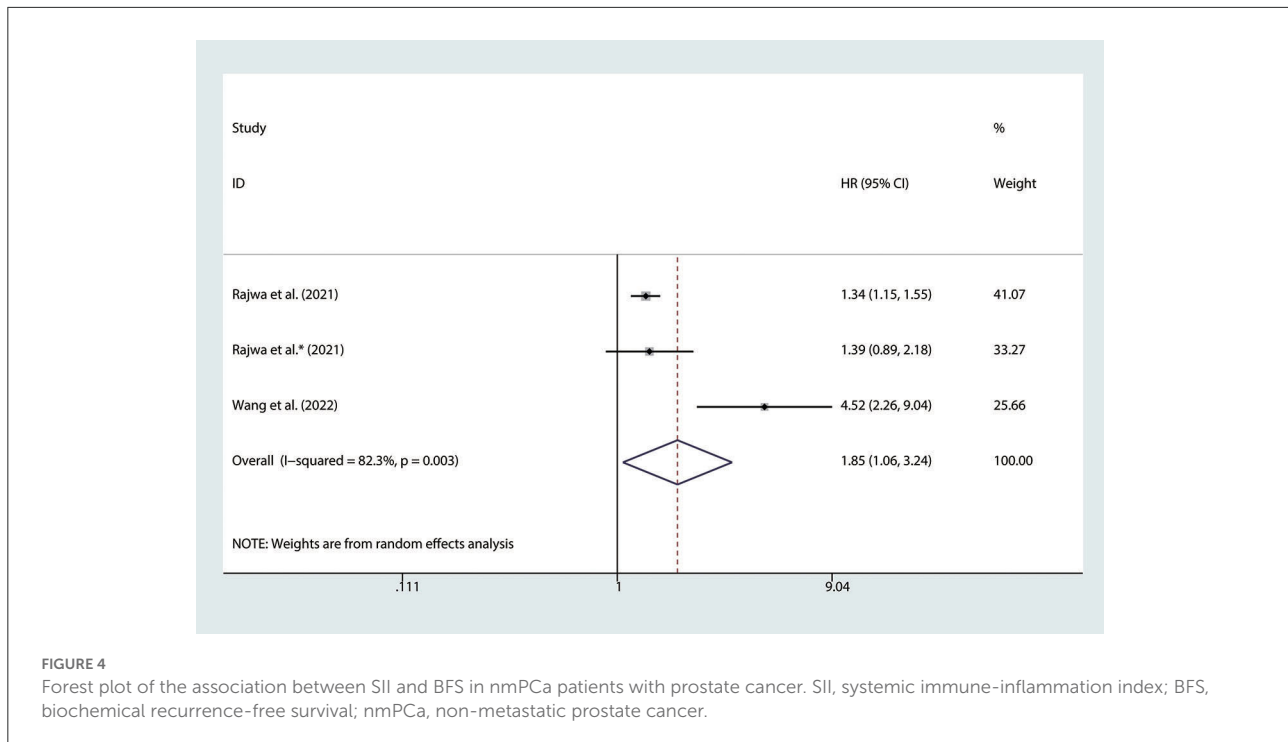 Study %
ID HR (95% CI) Weight
Rajwa et al. (2021) 1.34 (1.15, 1.55) 41.07
Rajwa et al.* (2021) 1.39 (0.89, 2.18) 33.27
Wang et al. (2022) 4.52 (2.26, 9.04) 25.66
Overall (I−squared = 82.3%, p = 0.003) 1.85 (1.06, 3.24) 100.00
NOTE: Weights are from random effects analysis
.111 1 9.04
FIGURE 4
Forest plot of the association between SII and BFS in nmPCa patients with prostate cancer. SII, systemic immune-inflammation index; BFS,
biochemical recurrence-free survival; nmPCa, non-metastatic prostate cancer.